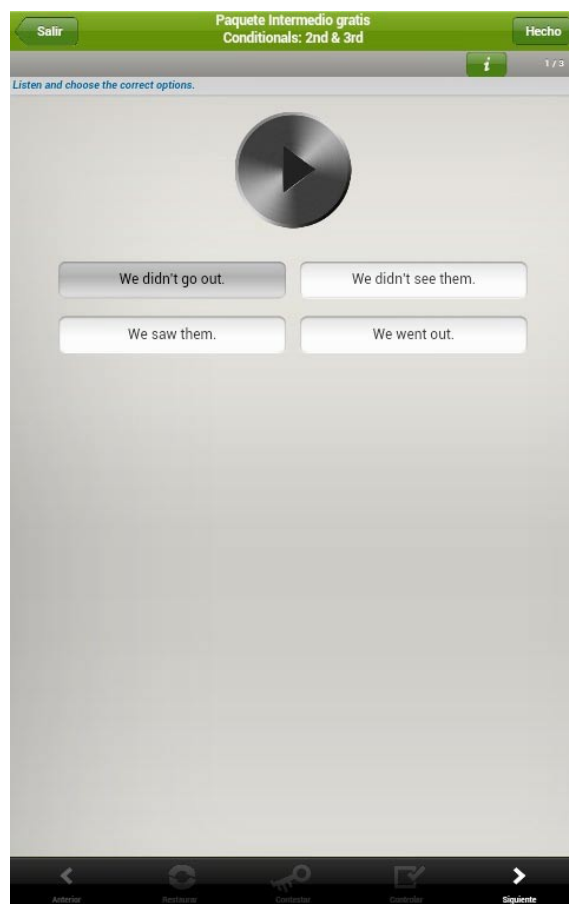 Salir
Paquete Intermedio gratis
Conditionals: 2nd & 3rd
Hecho
i
1 / 3
Listen and choose the correct options.
We didn't go out.
We didn't see them.
We saw them.
We went out.
Anterior
Restaurar
Contestar
Controlar
Siguiente